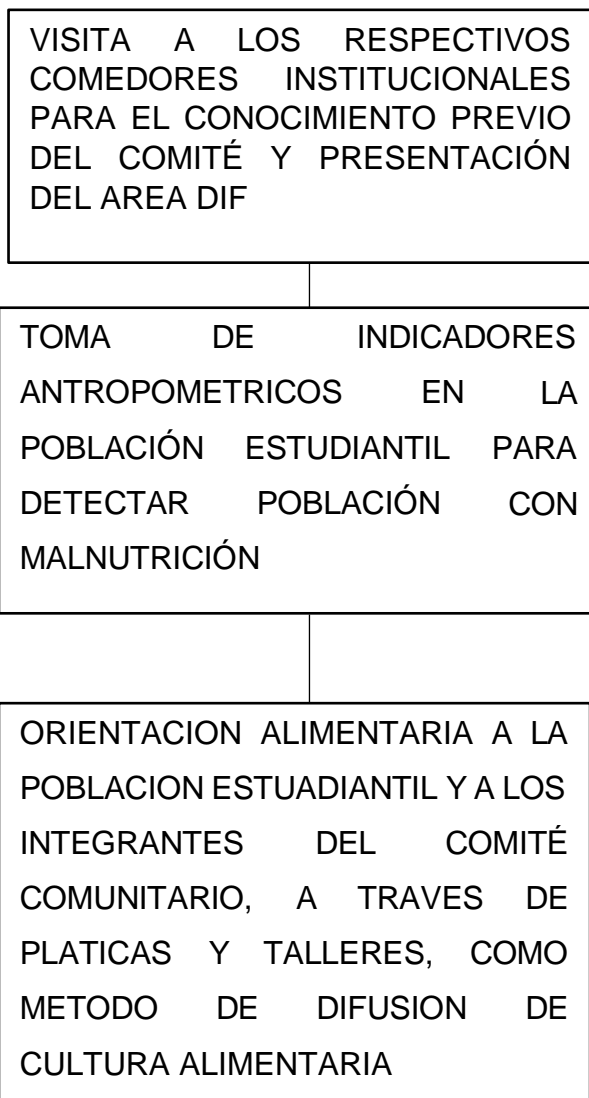 VISITA A LOS RESPECTIVOS
COMEDORES INSTITUCIONALES
PARA EL CONOCIMIENTO PREVIO
DEL COMITÉ Y PRESENTACIÓN
DEL AREA DIF
TOMA DE INDICADORES
ANTROPOMETRICOS EN LA
POBLACIÓN ESTUDIANTIL PARA
DETECTAR POBLACIÓN CON
MALNUTRICIÓN
ORIENTACION ALIMENTARIA A LA
POBLACION ESTUADIANTIL Y A LOS
INTEGRANTES DEL COMITÉ
COMUNITARIO, A TRAVES DE
PLATICAS Y TALLERES, COMO
METODO DE DIFUSION DE
CULTURA ALIMENTARIA